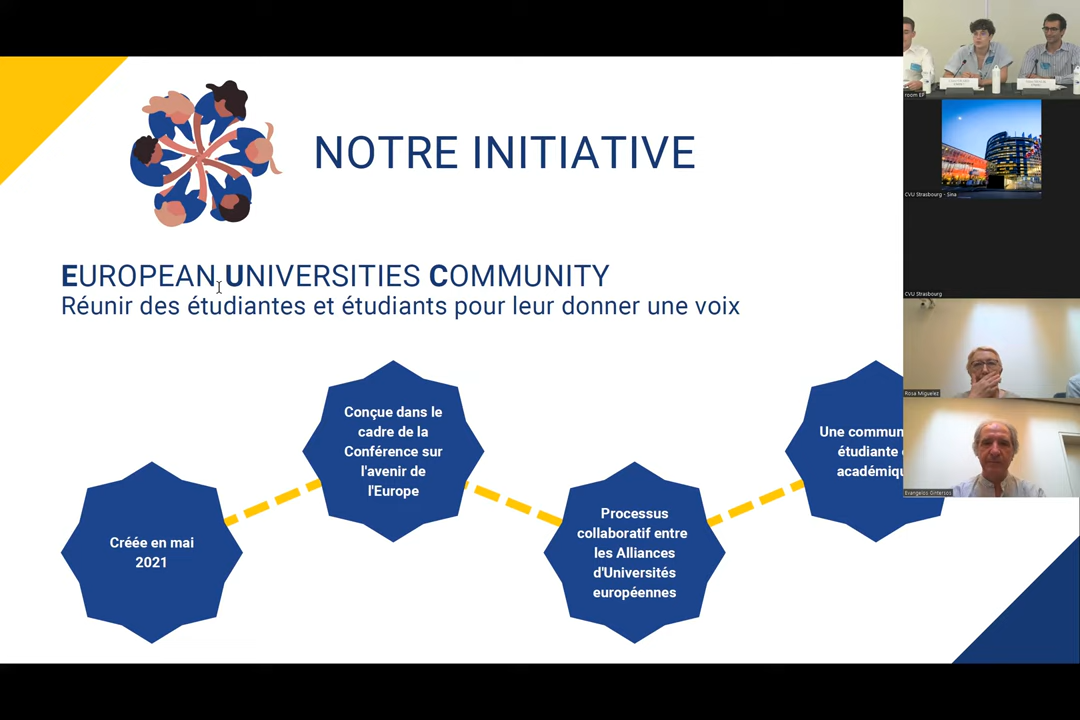 NOTRE INITIATIVE
EUROPEAN UNIVERSITIES COMMUNITY
Réunir des étudiantes et étudiants pour leur donner une voix
Créée en mai
2021
Conçue dans le
cadre de la
Conférence sur
l'avenir de
l'Europe
Processus
collaboratif entre
les Alliances
d'Universités
européennes
Une commun
étudiante
académiqu
room EP
CVU Strasbourg - Sina
CVU Strasbourg
Rosa Miguelez
Evangelos Gintersos